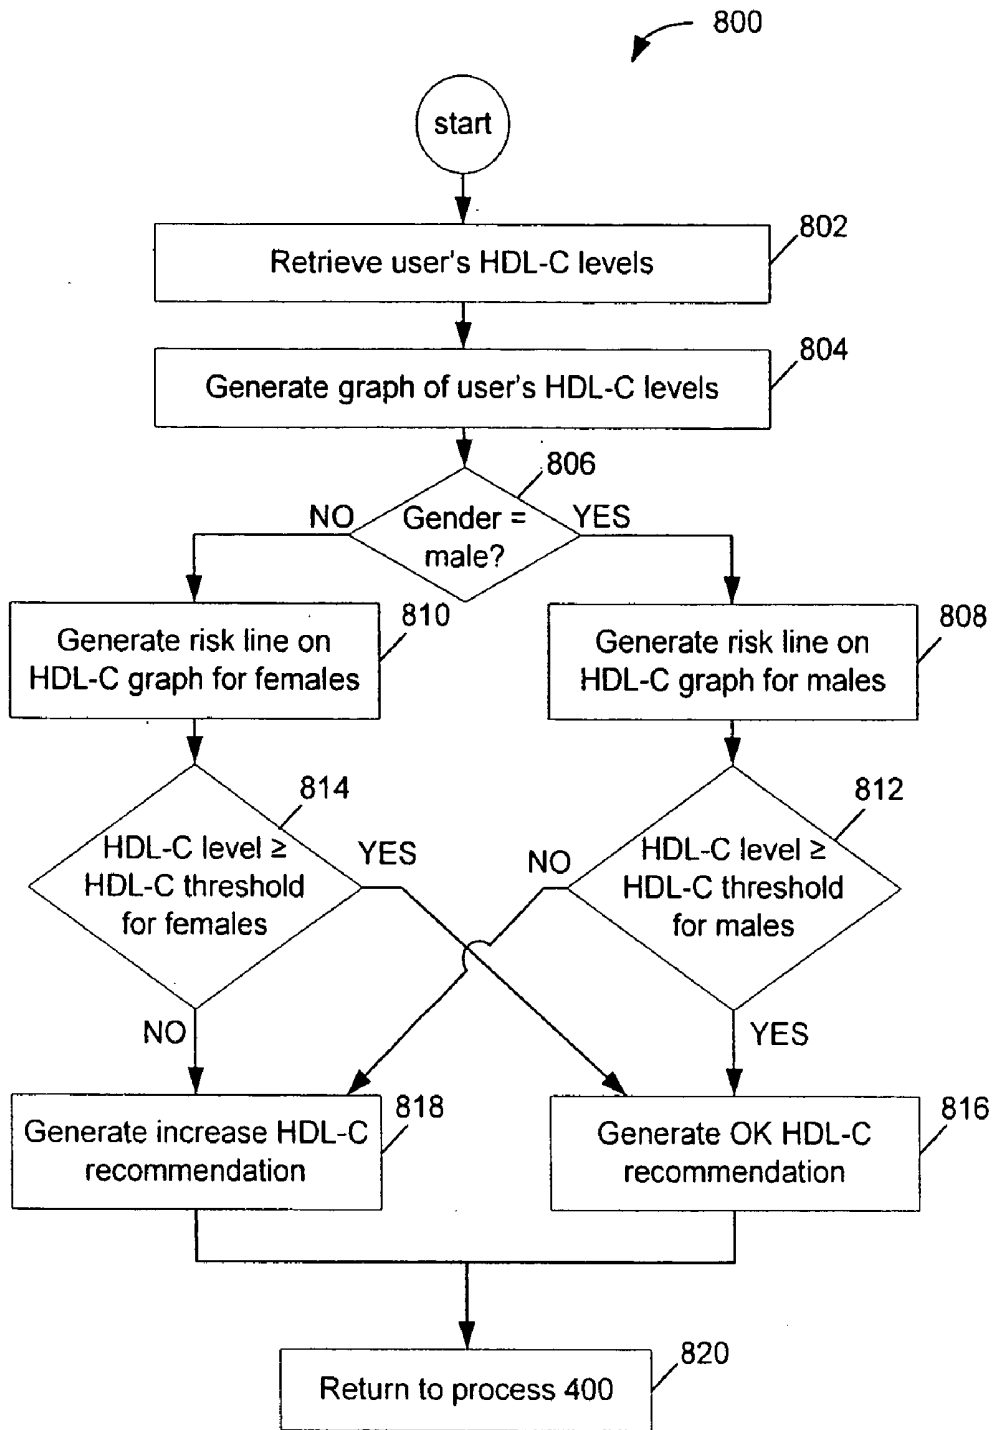 800
start
802
Retrieve user's HDL-C levels
804
Generate graph of user's HDL-C levels
806
NO
Gender =
male?
YES
810
Generate risk line on
HDL-C graph for females
808
Generate risk line on
HDL-C graph for males
814
HDL-C level ≥
HDL-C threshold
for females
YES
NO
812
HDL-C level ≥
HDL-C threshold
for males
NO
YES
818
Generate increase HDL-C
recommendation
816
Generate OK HDL-C
recommendation
820
Return to process 400